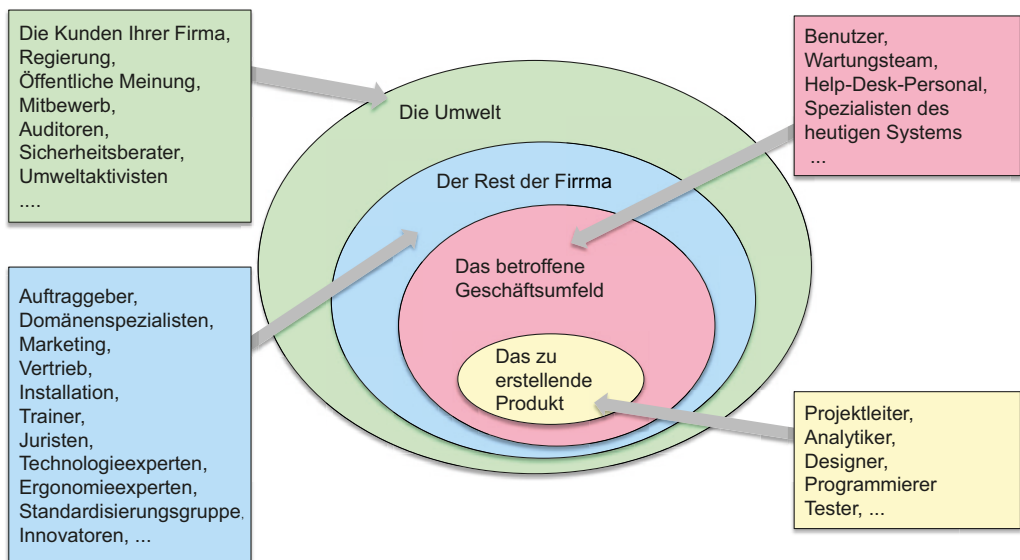 Die Kunden Ihrer Firma,
Regierung,
Öffentliche Meinung,
Mitbewerb,
Auditoren,
Sicherheitsberater,
Umweltaktivisten
....
Benutzer,
Wartungsteam,
Help-Desk-Personal,
Spezialisten des
heutigen Systems
...
Die Umwelt
Der Rest der Firrma
Das betroffene
Geschäftsumfeld
Das zu
erstellende
Produkt
Auftraggeber,
Domänenspezialisten,
Marketing,
Vertrieb,
Installation,
Trainer,
Juristen,
Technologieexperten,
Ergonomieexperten,
Standardisierungsgruppe,
Innovatoren, ...
Projektleiter,
Analytiker,
Designer,
Programmierer
Tester, ...